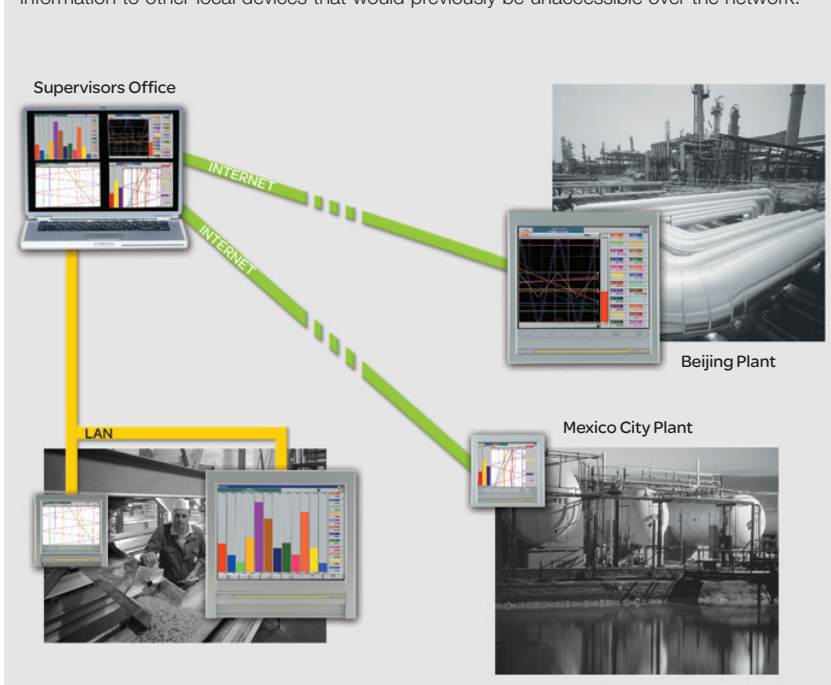 information to other local devices that would previously be unaccessible over the network.
Supervisors Office
INTERNET
INTERNET
Beijing Plant
Mexico City Plant
LAN